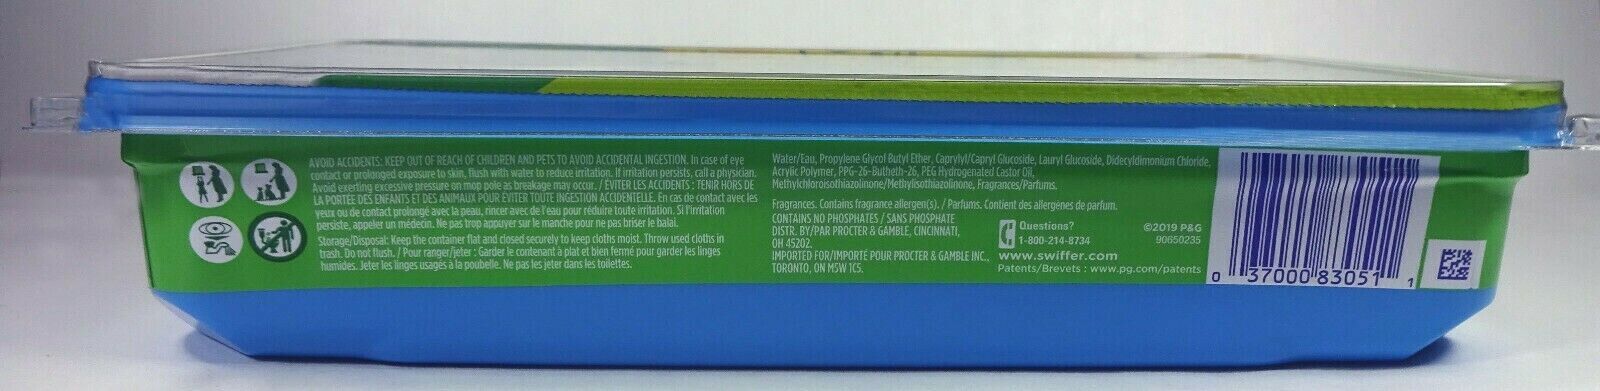 AVOID ACCIDENTS: KEEP OUT OF REACH OF CHILDREN AND PETS TO AVOID ACCIDENTAL INGESTION. In case of eye
contact or prolonged exposure to skin, flush with water to reduce irritation. If irritation persists, call a physician.
Avoid exerting excessive pressure on mop pole as breakage may occur. / ÉVITER LES ACCIDENTS : TENIR HORS DE
LA PORTÉE DES ENFANTS ET DES ANIMAUX POUR ÉVITER TOUTE INGESTION ACCIDENTELLE. En cas de contact avec les
yeux ou de contact prolongé avec la peau, rincer avec de l'eau pour réduire toute irritation. Si l'irritation
persiste, appeler un médecin. Ne pas trop appuyer sur le manche pour ne pas briser le balai.
Storage/Disposal: Keep the container flat and closed securely to keep cloths moist. Throw used cloths in
trash. Do not flush. / Pour ranger/jeter : Garder le contenant à plat et bien fermé pour garder les linges
humides. Jeter les linges usagés à la poubelle. Ne pas les jeter dans les toilettes.
Water/Eau, Propylene Glycol Butyl Ether, Caprylyl/Capryl Glucoside, Lauryl Glucoside, Didecyldimonium Chloride,
Acrylic Polymer, PPG-26-Buteth-26, PEG Hydrogenated Castor Oil,
Methylchloroisothiazolinone/Methylisothiazolinone, Fragrances/Parfums.
Fragrances. Contains fragrance allergen(s). / Parfums. Contient des allergènes de parfum.
CONTAINS NO PHOSPHATES / SANS PHOSPHATE
DISTR. BY/PAR PROCTER & GAMBLE, CINCINNATI,
OH 45202.
IMPORTED FOR/IMPORTÉ POUR PROCTER & GAMBLE INC.,
TORONTO, ON M5W 1C5.
Questions?
1-800-214-8734
www.swiffer.com
Patents/Brevets : www.pg.com/patents
©2019 P&G
90650235
0 37000 83051 1